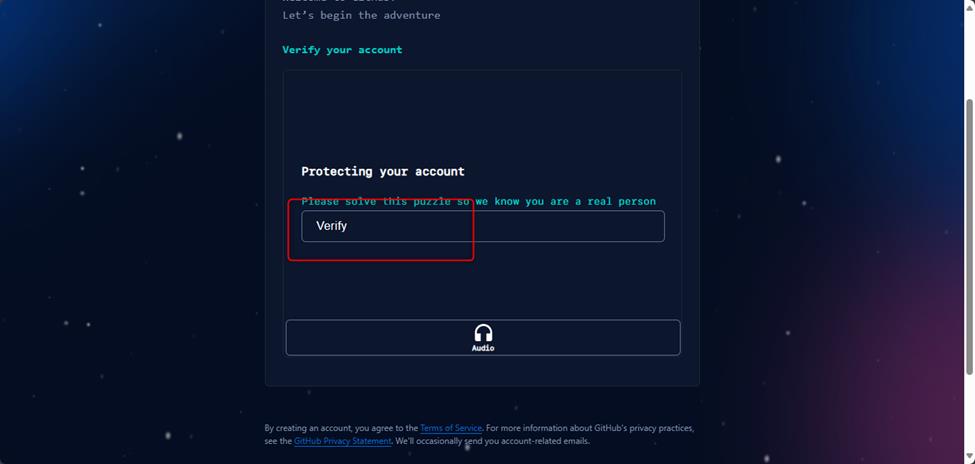 Let's begin the adventure
Verify your account
Protecting your account
Please solve this puzzle so we know you are a real person
Verify
Audio
By creating an account, you agree to the Terms of Service. For more information about GitHub's privacy practices,
see the GitHub Privacy Statement. We'll occasionally send you account-related emails.